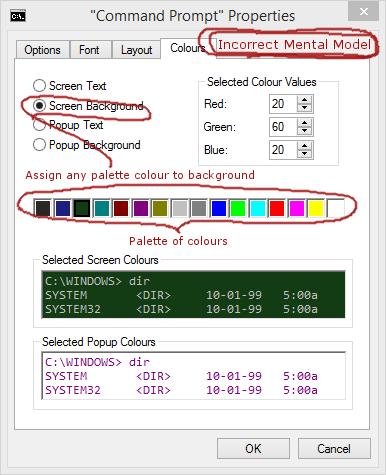 "Command Prompt" Properties
Options Font Layout Colours Incorrect Mental Model
Screen Text
Screen Background
Popup Text
Popup Background
Selected Colour Values
Red: 20
Green: 60
Blue: 20
Assign any palette colour to background
Palette of colours
Selected Screen Colours
C:\WINDOWS> dir
SYSTEM <DIR> 10-01-99 5:00a
SYSTEM32 <DIR> 10-01-99 5:00a
Selected Popup Colours
C:\WINDOWS> dir
SYSTEM <DIR> 10-01-99 5:00a
SYSTEM32 <DIR> 10-01-99 5:00a
OK Cancel